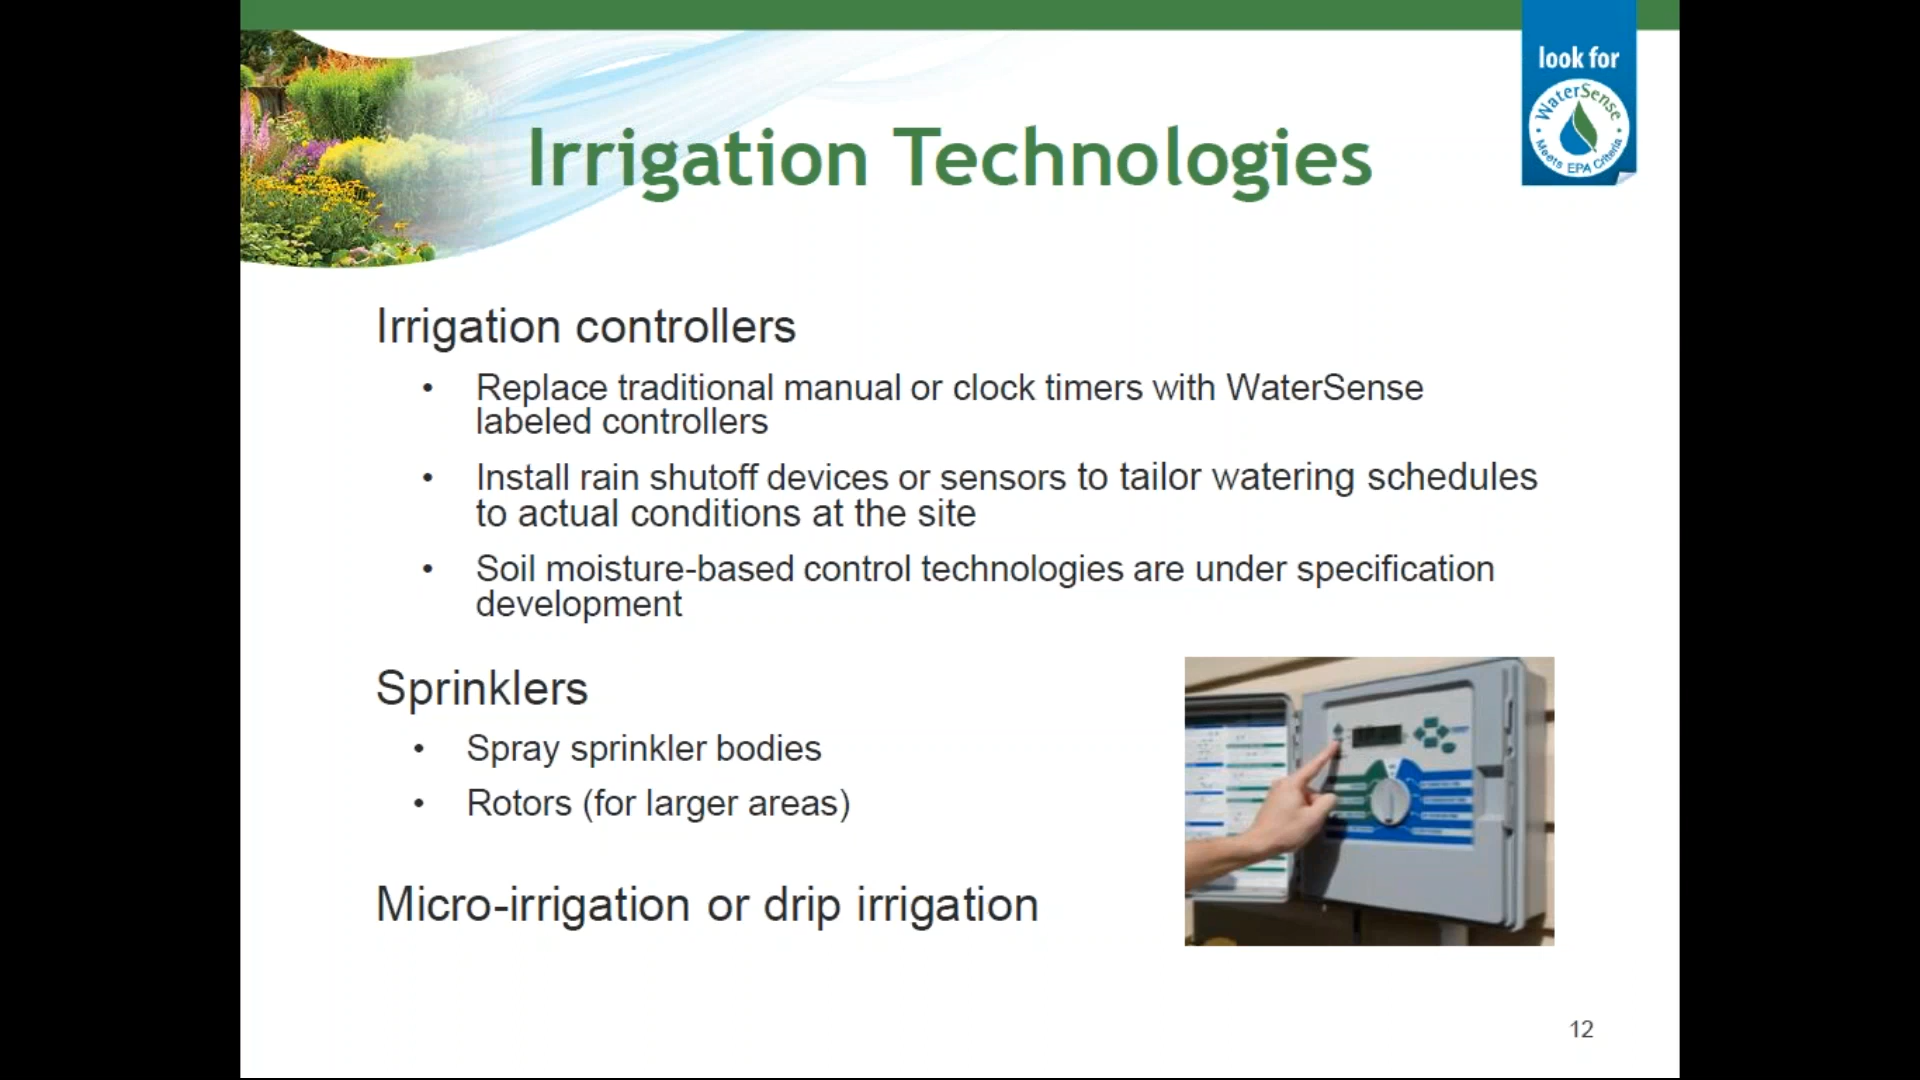 look for
WaterSense
Meets EPA Criteria
Irrigation Technologies
Irrigation controllers
• Replace traditional manual or clock timers with WaterSense
labeled controllers
• Install rain shutoff devices or sensors to tailor watering schedules
to actual conditions at the site
• Soil moisture-based control technologies are under specification
development
Sprinklers
• Spray sprinkler bodies
• Rotors (for larger areas)
Micro-irrigation or drip irrigation
12